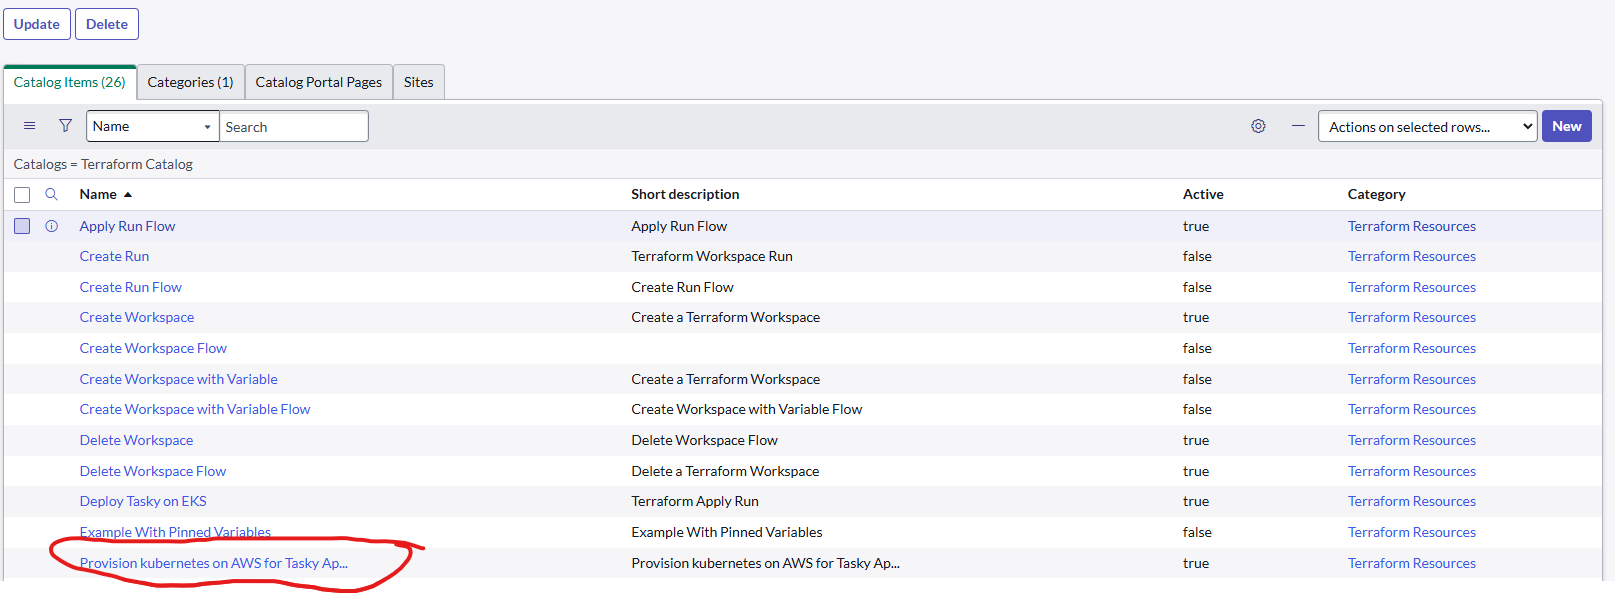 Update Delete
Catalog Items (26) Categories (1) Catalog Portal Pages Sites
Name Search Actions on selected rows... New
Catalogs = Terraform Catalog
Name Short description Active Category
Apply Run Flow Apply Run Flow true Terraform Resources
Create Run Terraform Workspace Run false Terraform Resources
Create Run Flow Create Run Flow false Terraform Resources
Create Workspace Create a Terraform Workspace true Terraform Resources
Create Workspace Flow false Terraform Resources
Create Workspace with Variable Create a Terraform Workspace false Terraform Resources
Create Workspace with Variable Flow Create Workspace with Variable Flow false Terraform Resources
Delete Workspace Delete Workspace Flow true Terraform Resources
Delete Workspace Flow Delete a Terraform Workspace true Terraform Resources
Deploy Tasky on EKS Terraform Apply Run true Terraform Resources
Example With Pinned Variables Example With Pinned Variables false Terraform Resources
Provision kubernetes on AWS for Tasky Ap... Provision kubernetes on AWS for Tasky Ap... true Terraform Resources